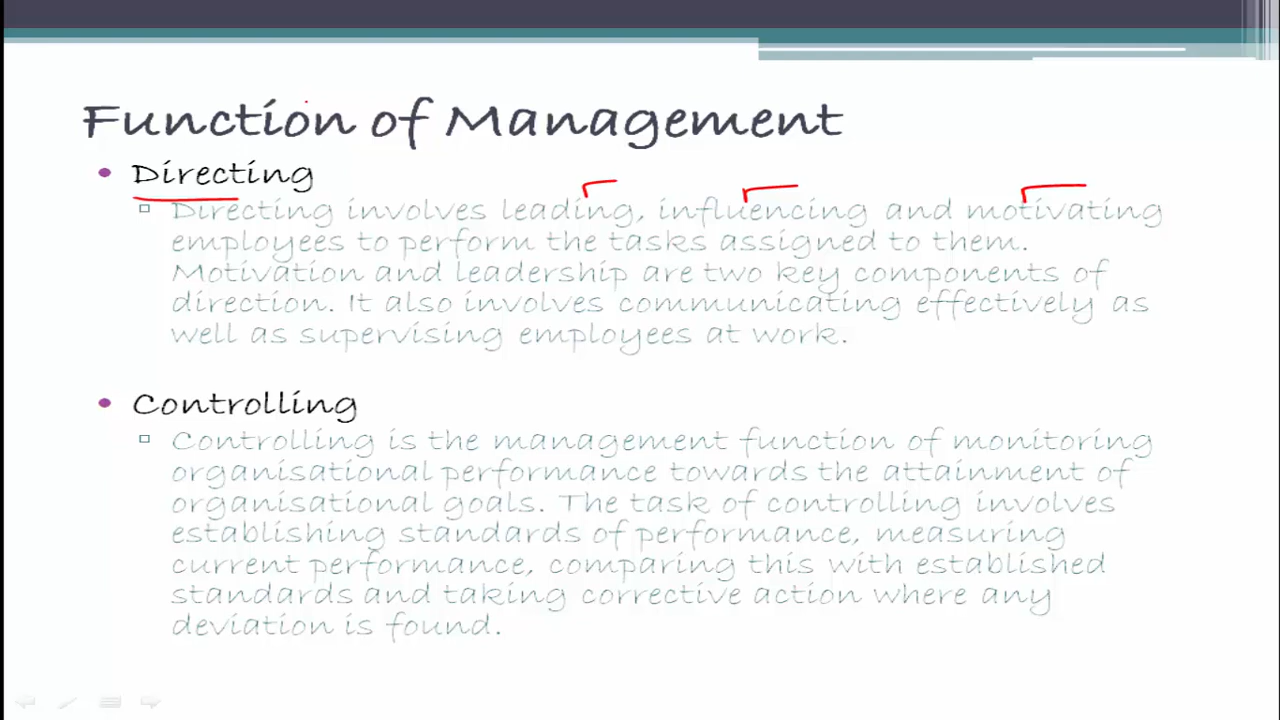 Function of Management
Directing
Directing involves leading, influencing and motivating
employees to perform the tasks assigned to them.
Motivation and leadership are two key components of
direction. It also involves communicating effectively as
well as supervising employees at work.
Controlling
Controlling is the management function of monitoring
organisational performance towards the attainment of
organisational goals. The task of controlling involves
establishing standards of performance, measuring
current performance, comparing this with established
standards and taking corrective action where any
deviation is found.